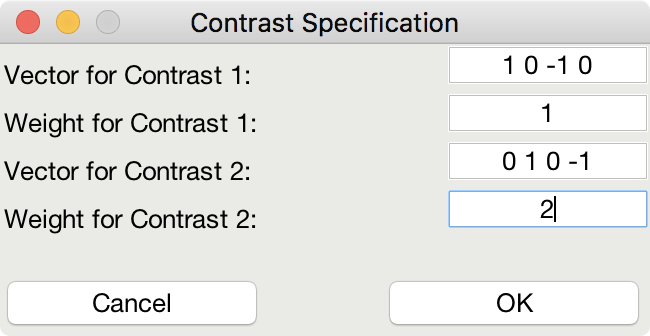 Contrast Specification
Vector for Contrast 1: 1 0 -1 0
Weight for Contrast 1: 1
Vector for Contrast 2: 0 1 0 -1
Weight for Contrast 2: 2
Cancel OK